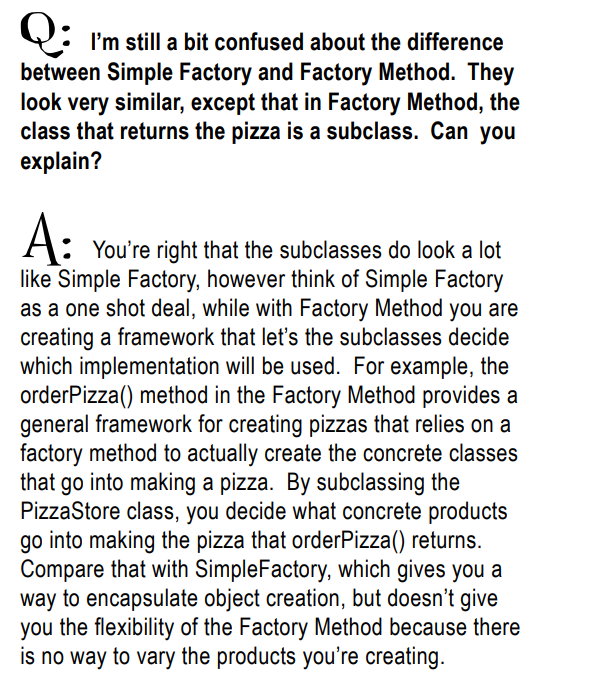 Q: I'm still a bit confused about the difference
between Simple Factory and Factory Method. They
look very similar, except that in Factory Method, the
class that returns the pizza is a subclass. Can you
explain?
A: You're right that the subclasses do look a lot
like Simple Factory, however think of Simple Factory
as a one shot deal, while with Factory Method you are
creating a framework that let's the subclasses decide
which implementation will be used. For example, the
orderPizza() method in the Factory Method provides a
general framework for creating pizzas that relies on a
factory method to actually create the concrete classes
that go into making a pizza. By subclassing the
PizzaStore class, you decide what concrete products
go into making the pizza that orderPizza() returns.
Compare that with SimpleFactory, which gives you a
way to encapsulate object creation, but doesn't give
you the flexibility of the Factory Method because there
is no way to vary the products you're creating.